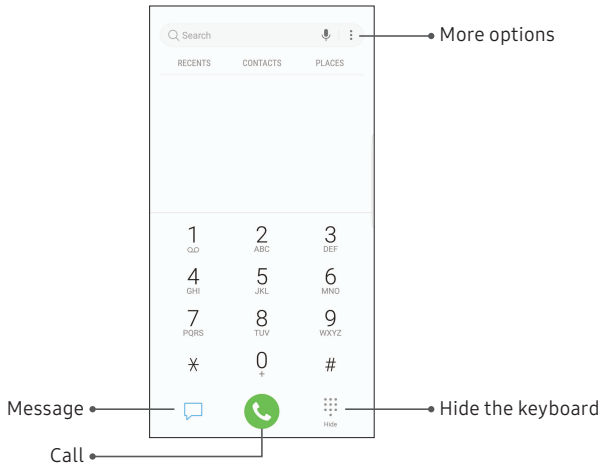 Search
More options
RECENTS CONTACTS PLACES
1 2 3
ABC DEF
4 5 6
GHI JKL MNO
7 8 9
PQRS TUV WXYZ
* 0 #
+
Message
Hide the keyboard
Hide
Call